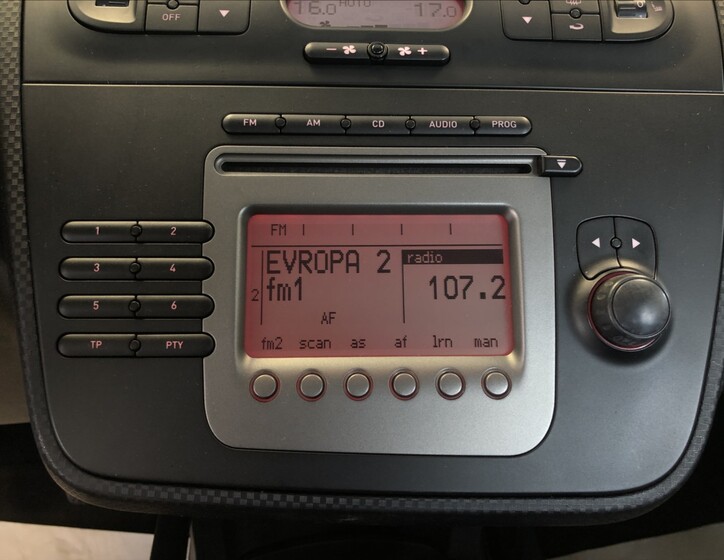 16.0 AUTO 17.0
OFF
- +
FM AM CD AUDIO PROG
1 2
3 4
5 6
TP PTY
FM
EVROPA 2 radio
2 fm1 107.2
AF
fm2 scan as af lrn man